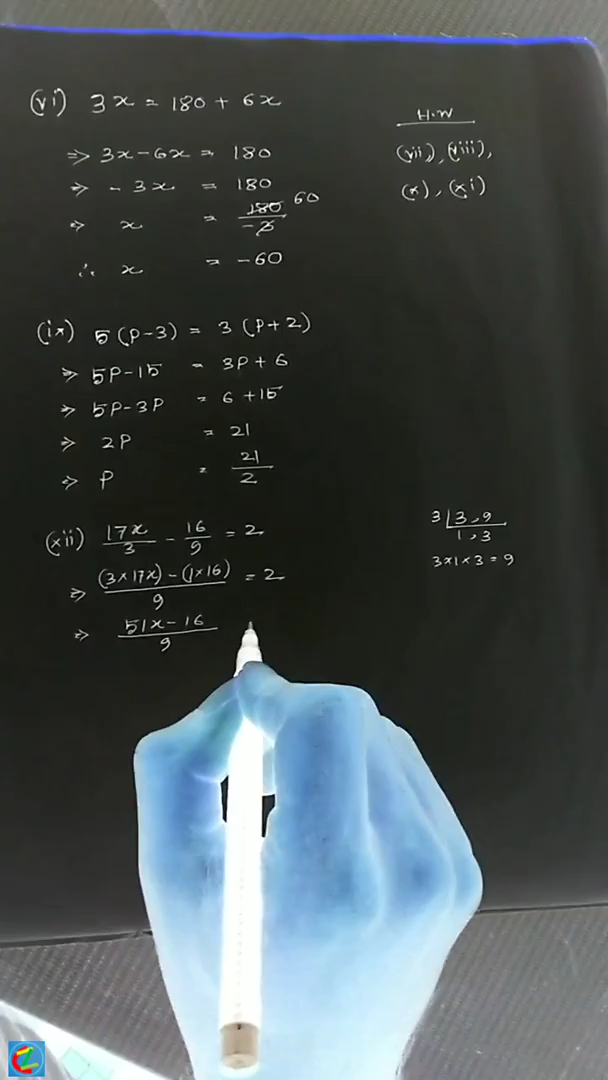 (vi) 3x = 180 + 6x
⇒ 3x - 6x = 180
⇒ - 3x = 180
⇒ x = 180/-3 60
∴ x = -60
(ix) 5 (P-3) = 3 (P+2)
⇒ 5P-15 = 3P + 6
⇒ 5P-3P = 6 + 15
⇒ 2P = 21
⇒ P = 21/2
(xii) 17x/3 - 16/9 = 2
⇒ (3×17x) - (1×16)/9 = 2
⇒ 51x - 16/9
H.W
(vii), (viii),
(x), (xi)
3 | 3, 9
1, 3
3×1×3 = 9